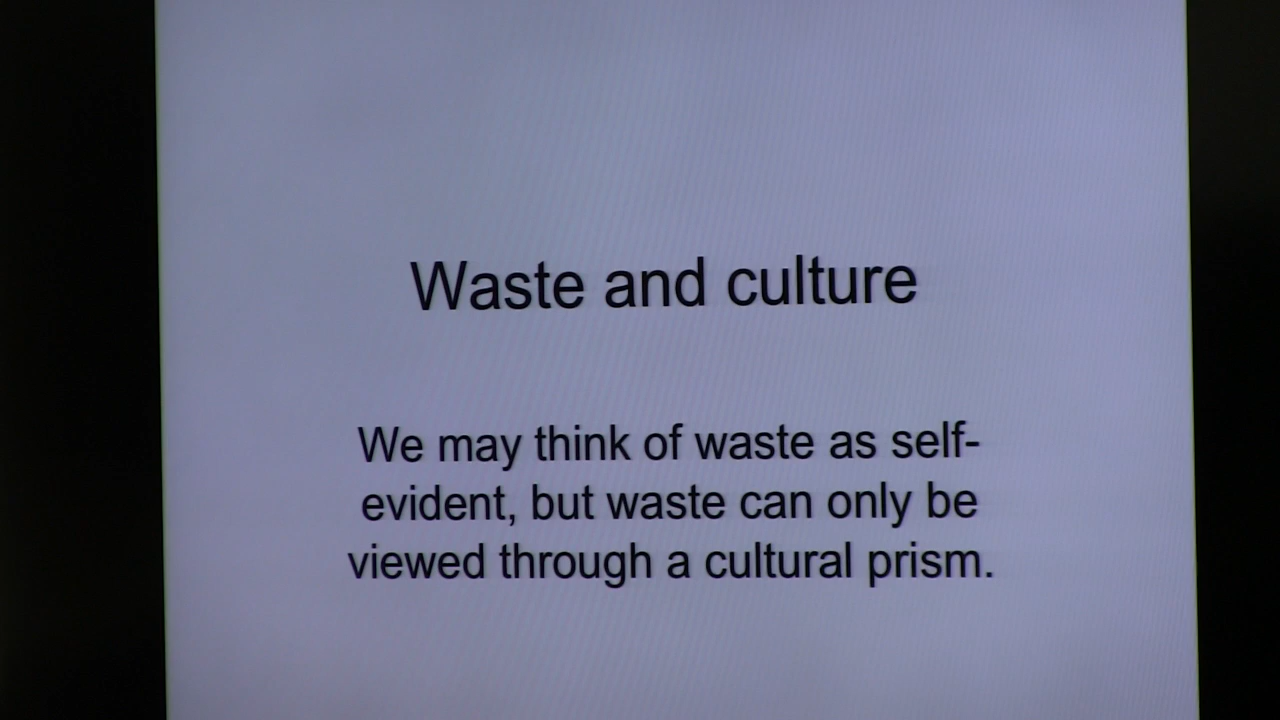 Waste and culture
We may think of waste as self-
evident, but waste can only be
viewed through a cultural prism.